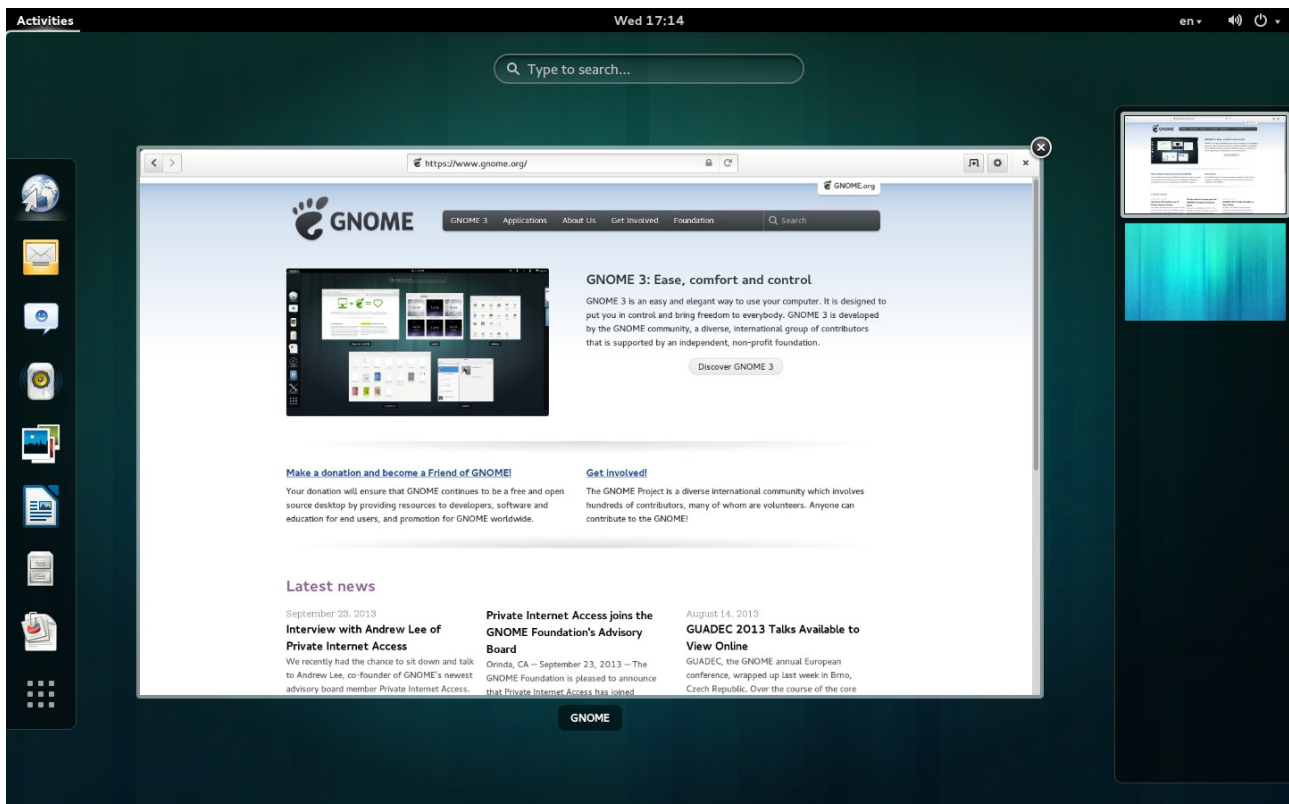 Activities
Wed 17:14
en
Type to search...
https://www.gnome.org/
GNOME.org
GNOME
GNOME 3 Applications About Us Get Involved Foundation Search
GNOME 3: Ease, comfort and control
GNOME 3 is an easy and elegant way to use your computer. It is designed to
put you in control and bring freedom to everybody. GNOME 3 is developed
by the GNOME community, a diverse, international group of contributors
that is supported by an independent, non-profit foundation.
Discover GNOME 3
Make a donation and become a Friend of GNOME!
Your donation will ensure that GNOME continues to be a free and open
source desktop by providing resources to developers, software and
education for end users, and promotion for GNOME worldwide.
Get involved!
The GNOME Project is a diverse international community which involves
hundreds of contributors, many of whom are volunteers. Anyone can
contribute to the GNOME!
Latest news
September 23, 2013
Interview with Andrew Lee of
Private Internet Access
We recently had the chance to sit down and talk
to Andrew Lee, co-founder of GNOME's newest
advisory board member Private Internet Access.
Private Internet Access joins the
GNOME Foundation's Advisory
Board
Orinda, CA — September 23, 2013 — The
GNOME Foundation is pleased to announce
that Private Internet Access has joined
August 14, 2013
GUADEC 2013 Talks Available to
View Online
GUADEC, the GNOME annual European
conference, wrapped up last week in Brno,
Czech Republic. Over the course of the core
GNOME